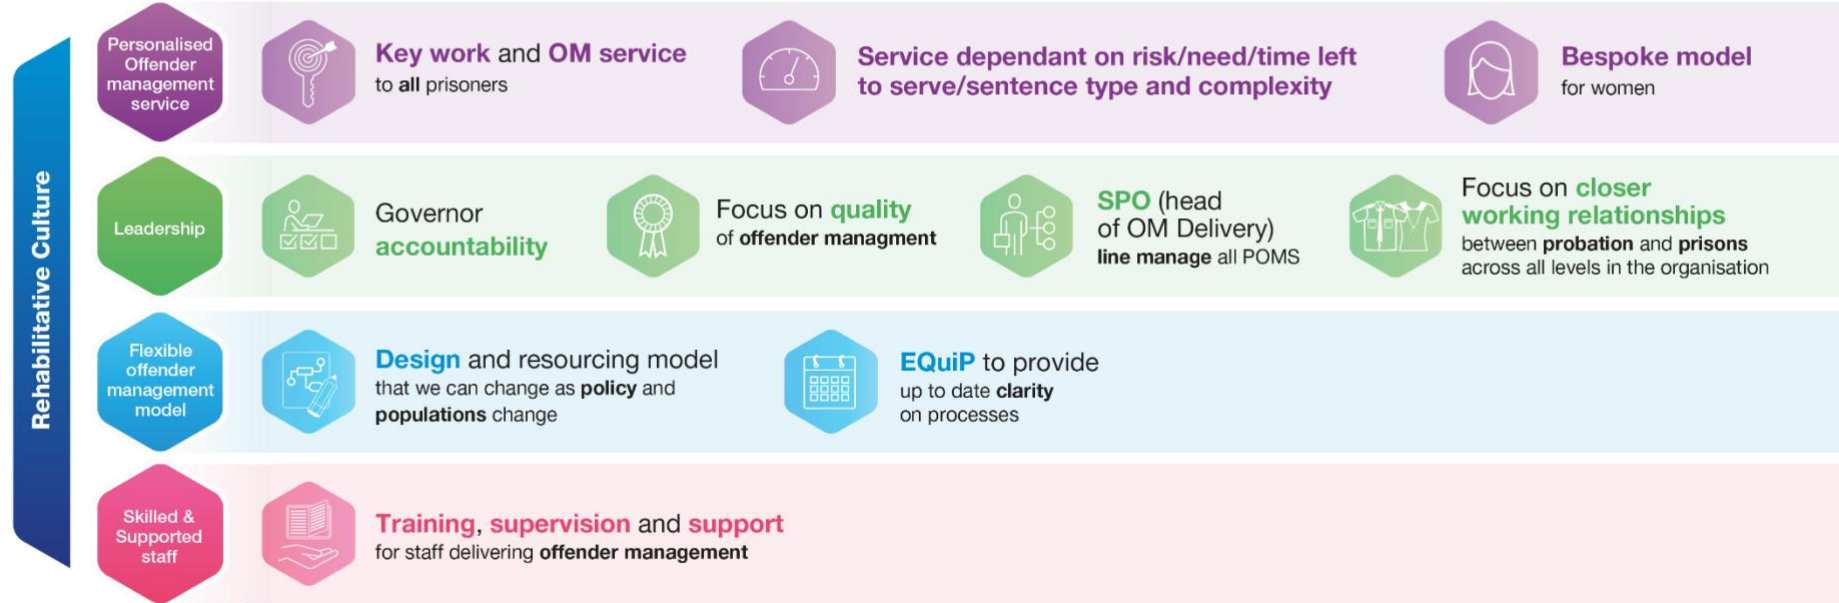 Rehabilitative Culture
Personalised
Offender
management
service
Key work and OM service
to all prisoners
Service dependant on risk/need/time left
to serve/sentence type and complexity
Bespoke model
for women
Leadership
Governor
accountability
Focus on quality
of offender managment
SPO (head
of OM Delivery)
line manage all POMS
Focus on closer
working relationships
between probation and prisons
across all levels in the organisation
Flexible
offender
management
model
Design and resourcing model
that we can change as policy and
populations change
EQuiP to provide
up to date clarity
on processes
Skilled &
Supported
staff
Training, supervision and support
for staff delivering offender management